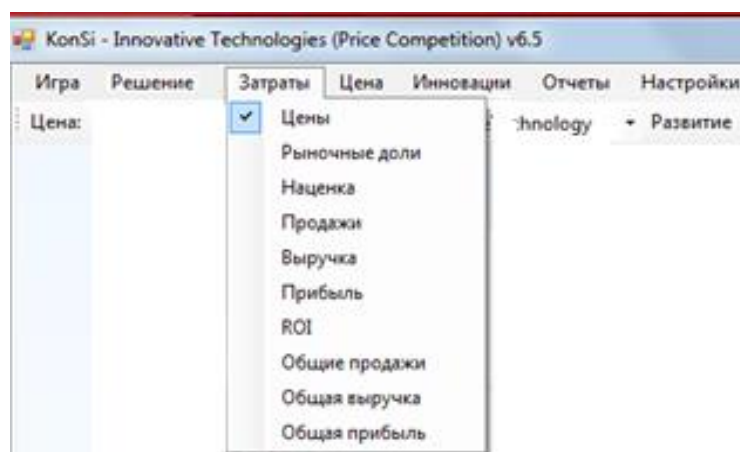 KonSi - Innovative Technologies (Price Competition) v6.5
Игра Решение Затраты Цена Инновации Отчеты Настройки
Цена: hnology Развитие
Цены
Рыночные доли
Наценка
Продажи
Выручка
Прибыль
ROI
Общие продажи
Общая выручка
Общая прибыль